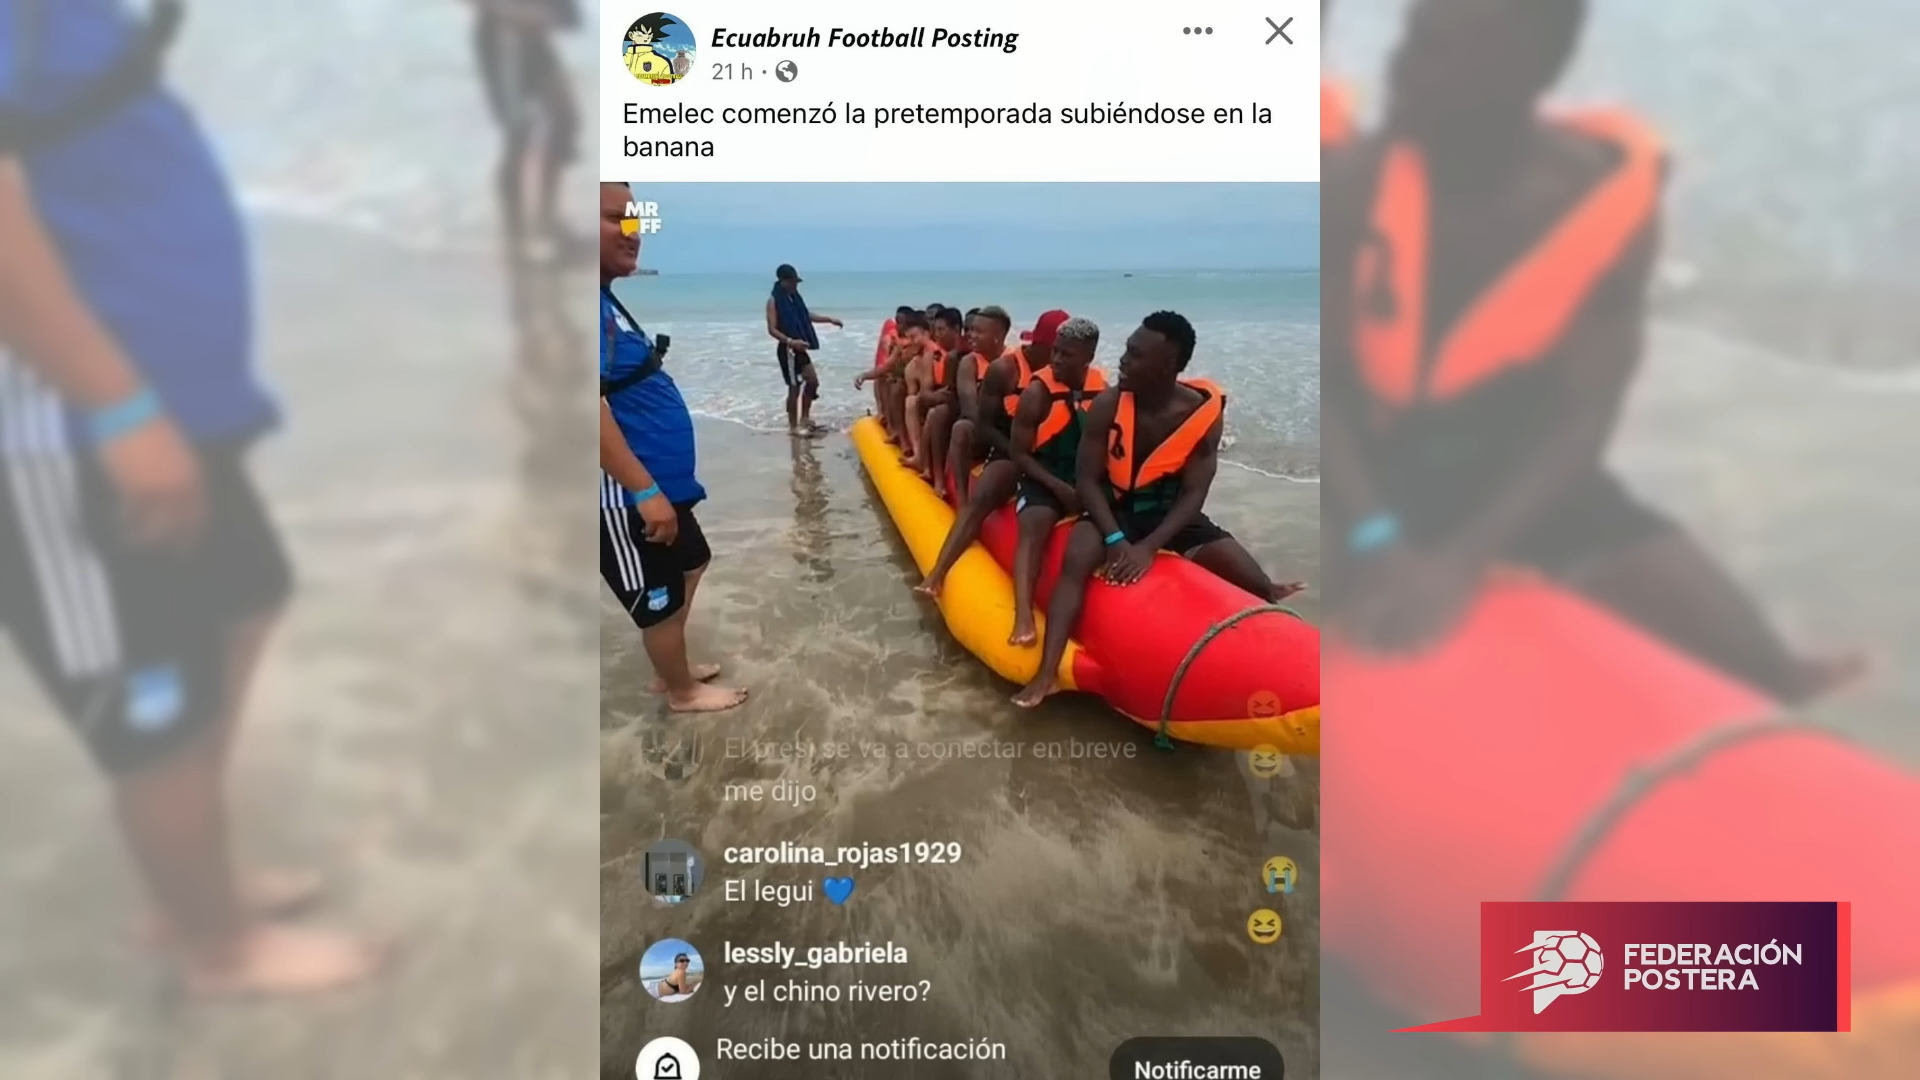 Ecuabruh Football Posting
21 h
Emelec comenzó la pretemporada subiéndose en la
banana
MR
FF
El presi se va a conectar en breve
me dijo
carolina_rojas1929
El legui 💙
lessly_gabriela
y el chino rivero?
Recibe una notificación
Notificarme
FEDERACIÓN
POSTERA